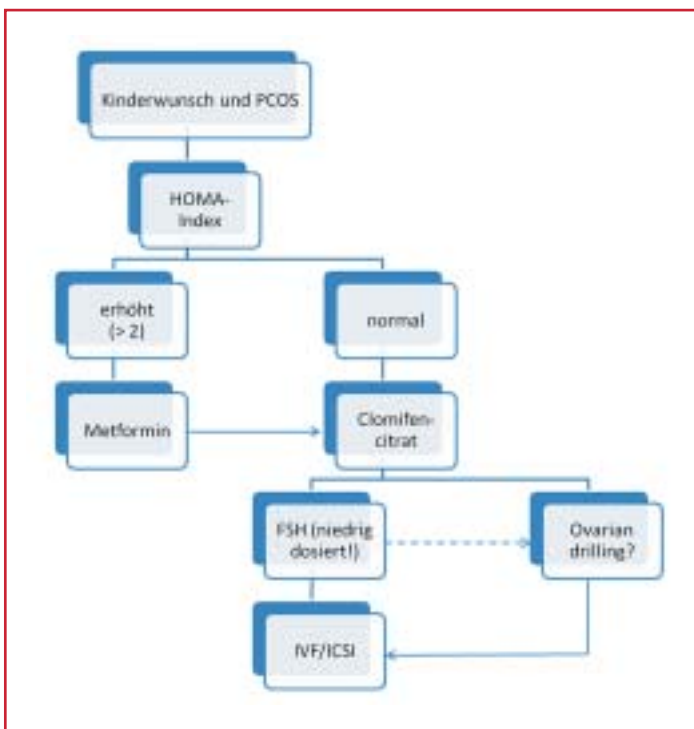 Kinderwunsch und PCOS
HOMA-
Index
erhöht
(> 2)
normal
Metformin
Clomifen-
citrat
FSH (niedrig
dosiert!)
Ovarian
drilling?
IVF/ICSI